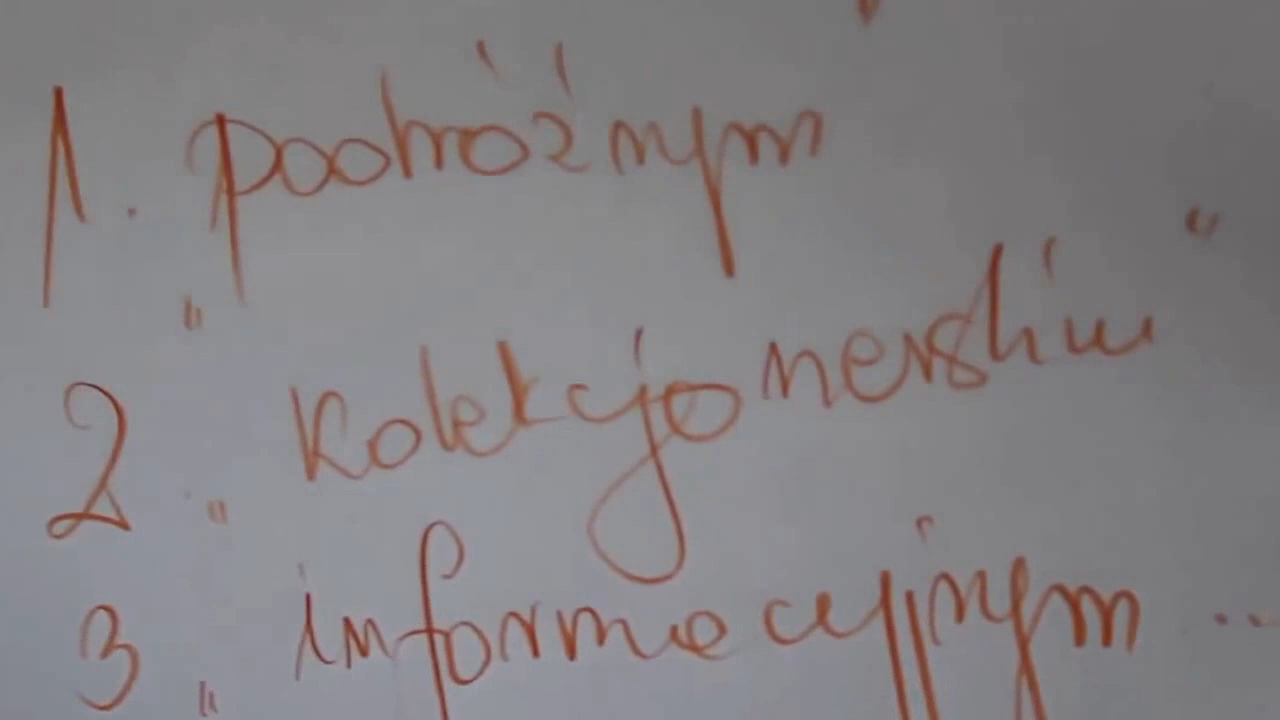 1. podróżnym
2. „kolekcjonerskim"
3. „informacyjnym ..